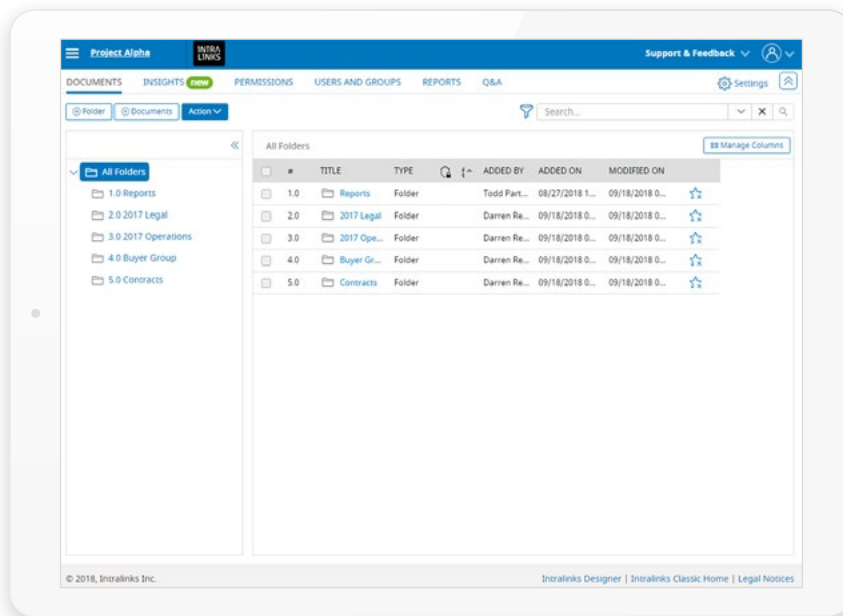 Project Alpha
INTRA
LINKS
Support & Feedback
DOCUMENTS INSIGHTS new PERMISSIONS USERS AND GROUPS REPORTS Q&A Settings
Folder Documents Action Search...
All Folders Manage Columns
All Folders
1.0 Reports
2.0 2017 Legal
3.0 2017 Operations
4.0 Buyer Group
5.0 Contracts
# TITLE TYPE ADDED BY ADDED ON MODIFIED ON
1.0 Reports Folder Todd Part... 08/27/2018 1... 09/18/2018 0...
2.0 2017 Legal Folder Darren Re... 09/18/2018 0... 09/18/2018 0...
3.0 2017 Ope... Folder Darren Re... 09/18/2018 0... 09/18/2018 0...
4.0 Buyer Gr... Folder Darren Re... 09/18/2018 0... 09/18/2018 0...
5.0 Contracts Folder Darren Re... 09/18/2018 0... 09/18/2018 0...
© 2018, Intralinks Inc. Intralinks Designer | Intralinks Classic Home | Legal Notices